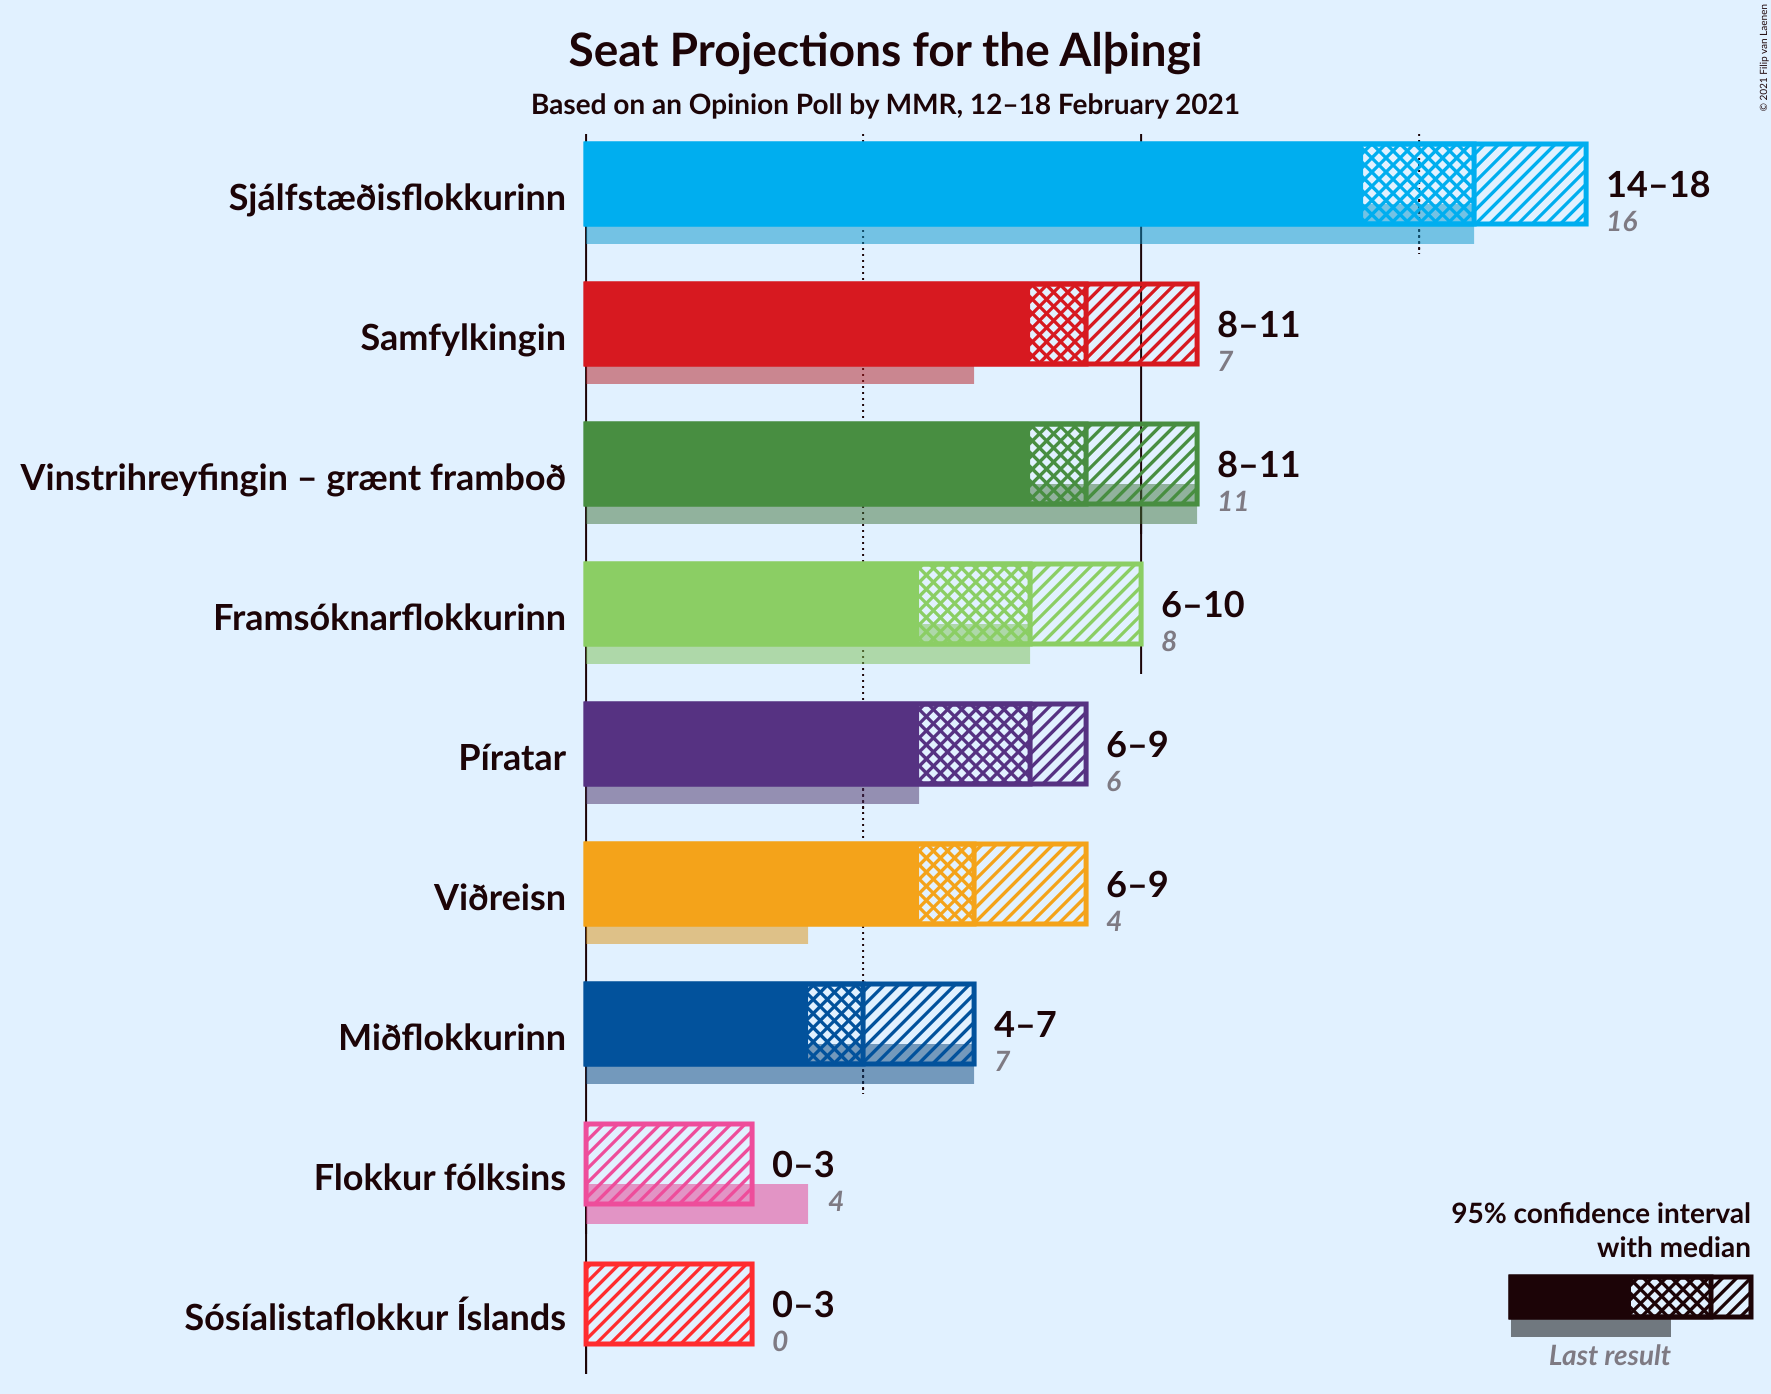 Seat Projections for the Alþingi
Based on an Opinion Poll by MMR, 12–18 February 2021
© 2021 Filip van Laenen
Sjálfstæðisflokkurinn
14–18
16
Samfylkingin
8–11
7
Vinstrihreyfingin – grænt framboð
8–11
11
Framsóknarflokkurinn
6–10
8
Píratar
6–9
6
Viðreisn
6–9
4
Miðflokkurinn
4–7
7
Flokkur fólksins
0–3
4
Sósíalistaflokkur Íslands
0–3
0
95% confidence interval
with median
Last result